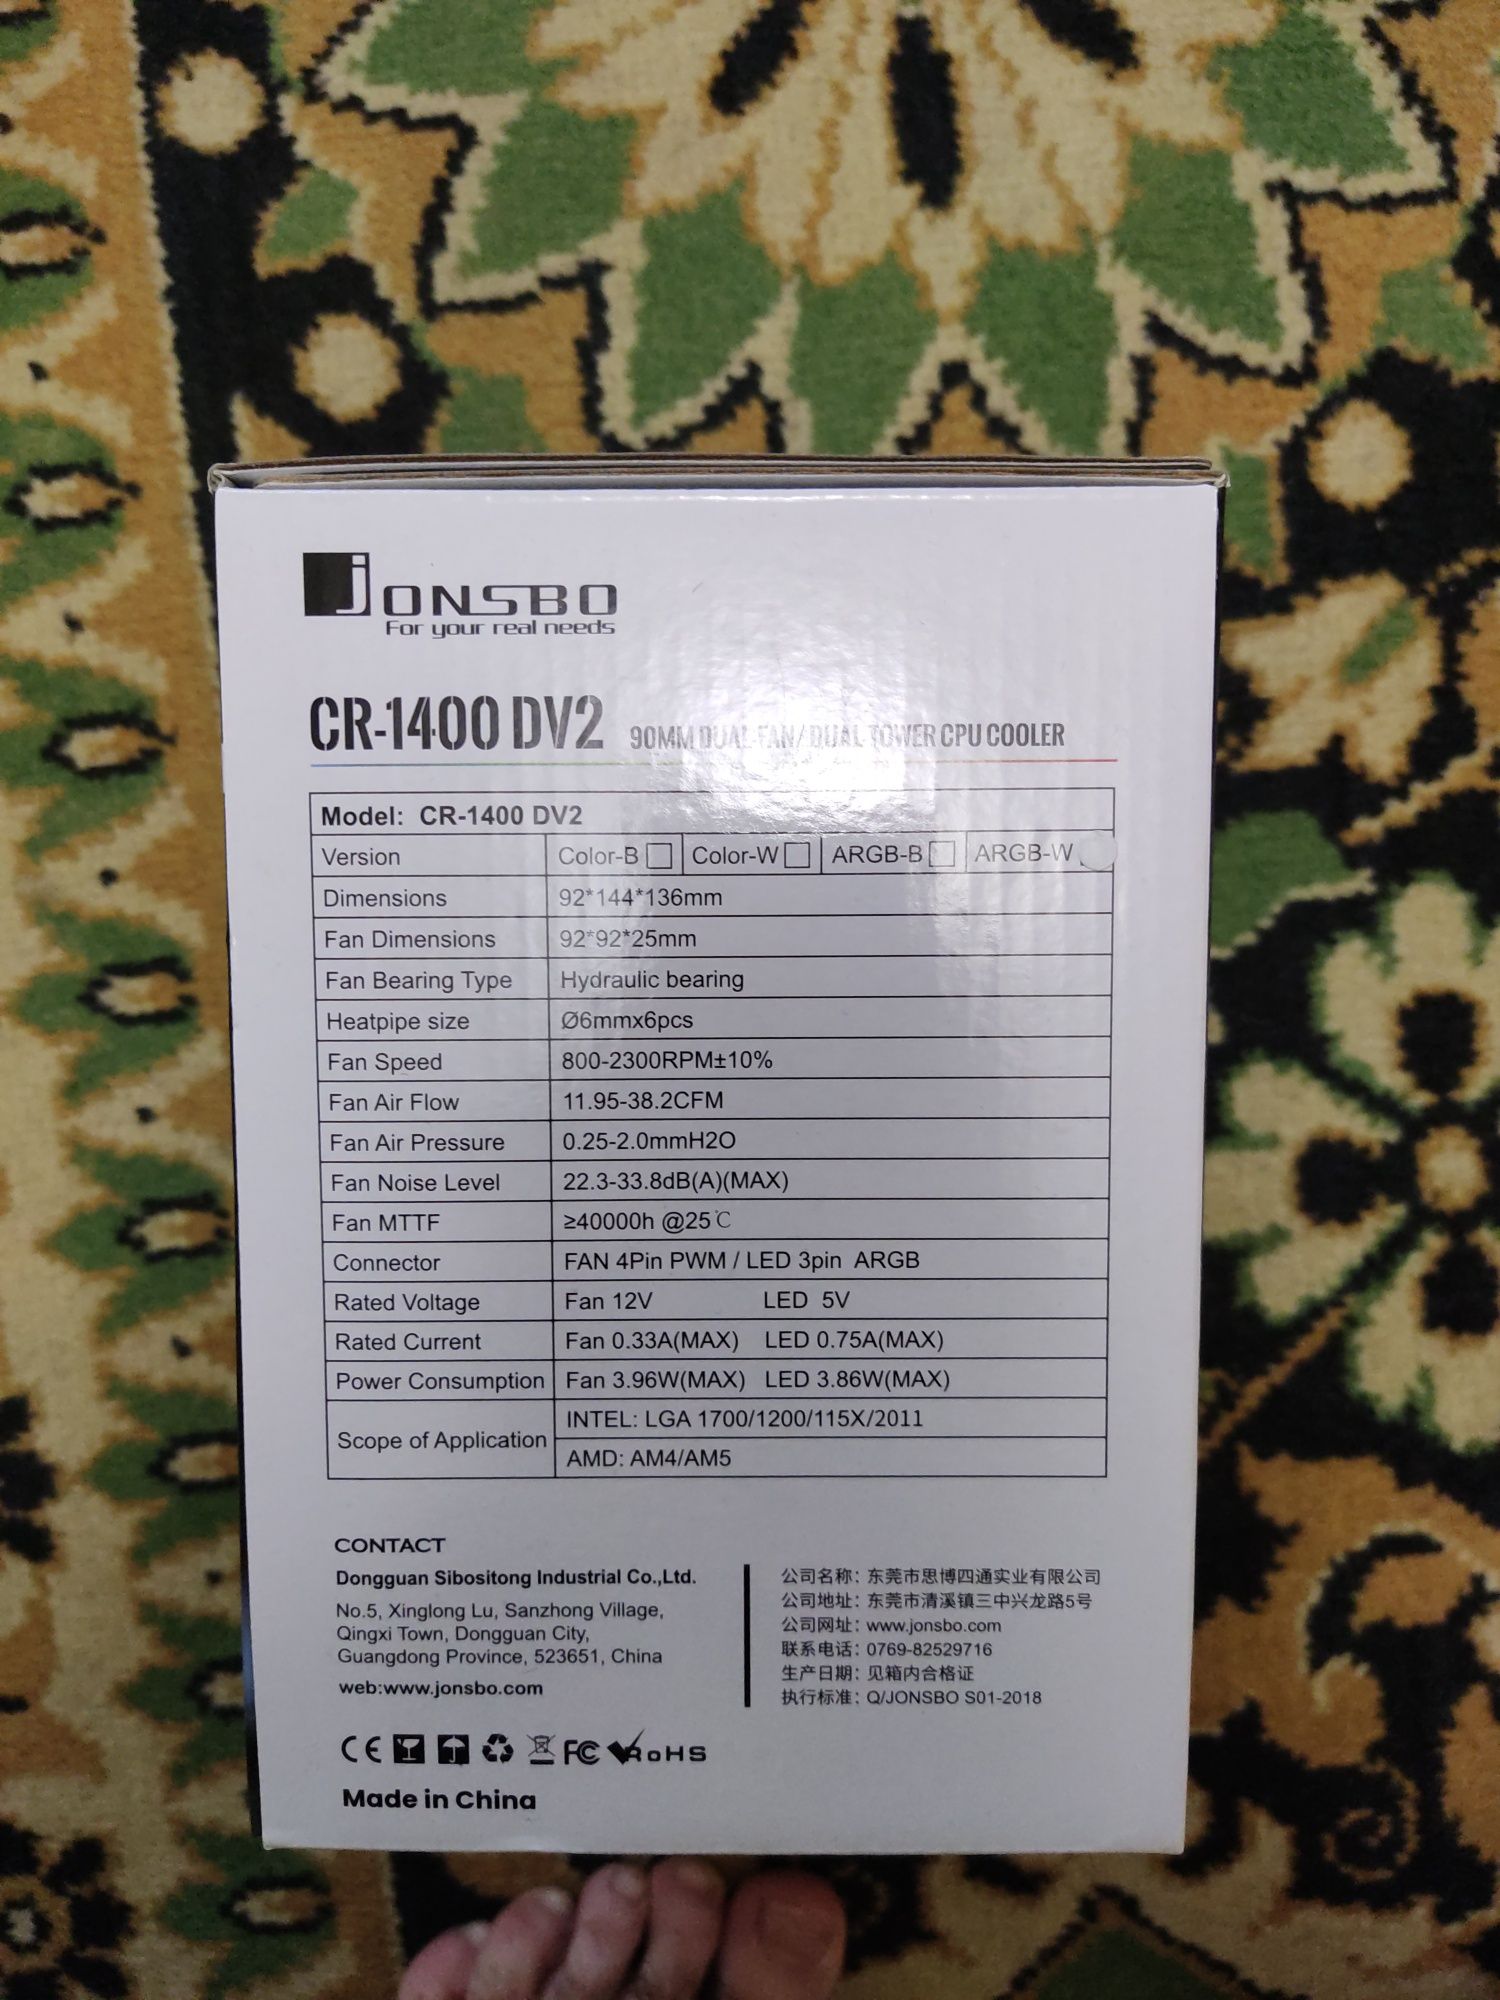 JONSBO
For your real needs
CR-1400 DV2 90MM DUAL FAN/DUAL TOWER CPU COOLER
Model: CR-1400 DV2
Version Color-B Color-W ARGB-B ARGB-W
Dimensions 92*144*136mm
Fan Dimensions 92*92*25mm
Fan Bearing Type Hydraulic bearing
Heatpipe size Ø6mmx6pcs
Fan Speed 800-2300RPM±10%
Fan Air Flow 11.95-38.2CFM
Fan Air Pressure 0.25-2.0mmH2O
Fan Noise Level 22.3-33.8dB(A)(MAX)
Fan MTTF ≥40000h @25℃
Connector FAN 4Pin PWM / LED 3pin ARGB
Rated Voltage Fan 12V LED 5V
Rated Current Fan 0.33A(MAX) LED 0.75A(MAX)
Power Consumption Fan 3.96W(MAX) LED 3.86W(MAX)
Scope of Application INTEL: LGA 1700/1200/115X/2011
AMD: AM4/AM5
CONTACT
Dongguan Sibositong Industrial Co.,Ltd.
No.5, Xinglong Lu, Sanzhong Village,
Qingxi Town, Dongguan City,
Guangdong Province, 523651, China
web:www.jonsbo.com
公司名称：东莞市思博四通实业有限公司
公司地址：东莞市清溪镇三中兴龙路5号
公司网址：www.jonsbo.com
联系电话：0769-82529716
生产日期：见箱内合格证
执行标准：Q/JONSBO S01-2018
CE FC RoHS
Made in China